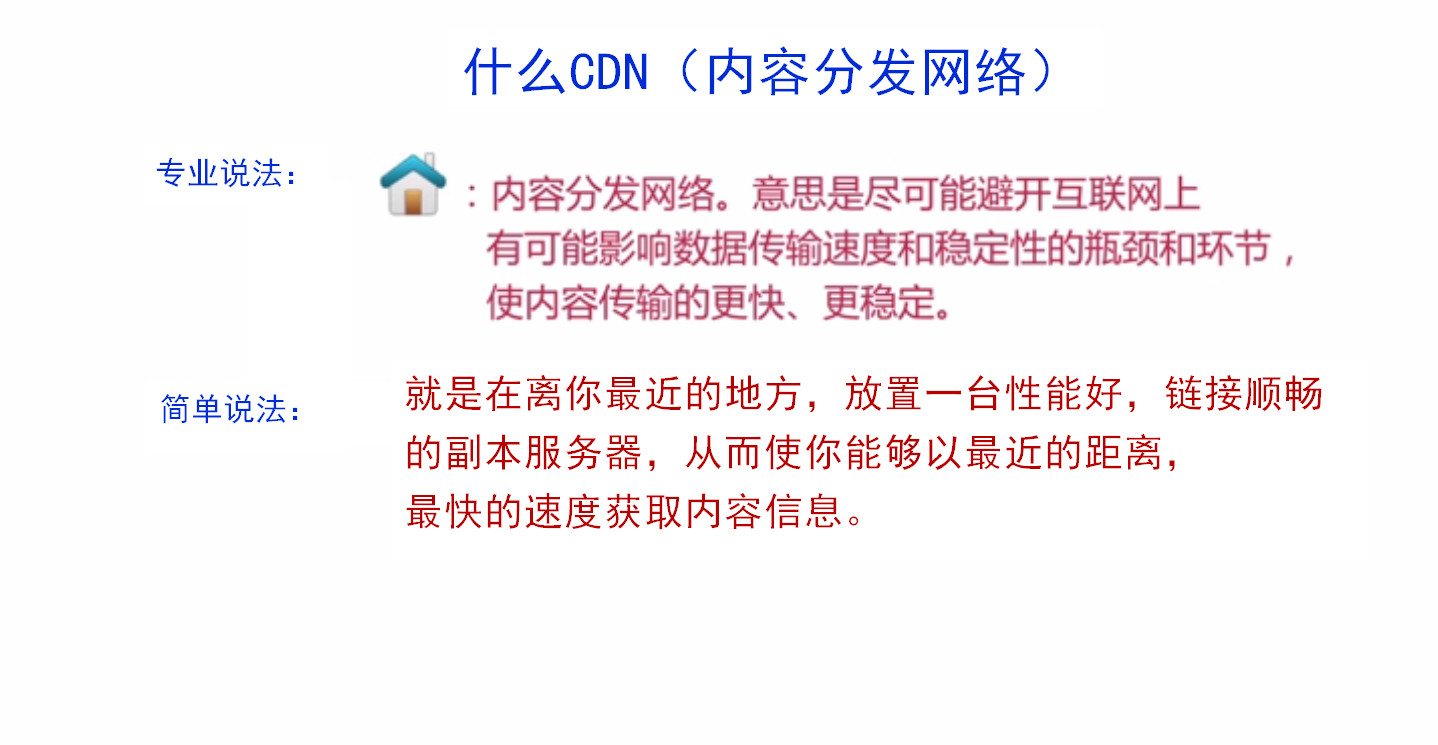 什么CDN（内容分发网络）
专业说法：
：内容分发网络。意思是尽可能避开互联网上
有可能影响数据传输速度和稳定性的瓶颈和环节，
使内容传输的更快、更稳定。
简单说法：
就是在离你最近的地方，放置一台性能好，链接顺畅
的副本服务器，从而使你能够以最近的距离，
最快的速度获取内容信息。